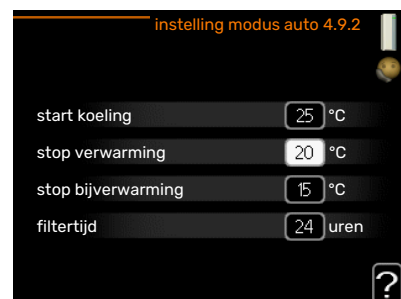 instelling modus auto 4.9.2
start koeling 25 °C
stop verwarming 20 °C
stop bijverwarming 15 °C
filtertijd 24 uren
?